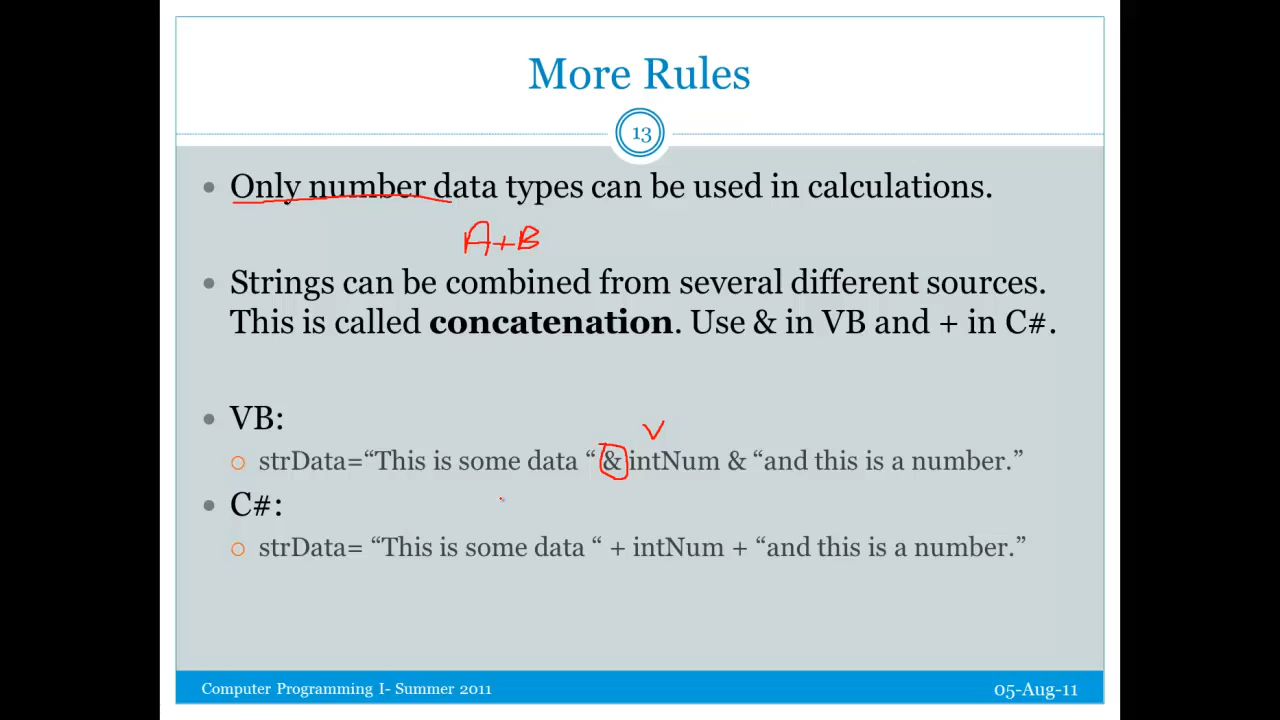 More Rules
13
• Only number data types can be used in calculations.
A+B
• Strings can be combined from several different sources.
This is called concatenation. Use & in VB and + in C#.
• VB:
V
strData=“This is some data “ & intNum & “and this is a number.”
• C#:
strData= “This is some data “ + intNum + “and this is a number.”
Computer Programming I- Summer 2011
05-Aug-11